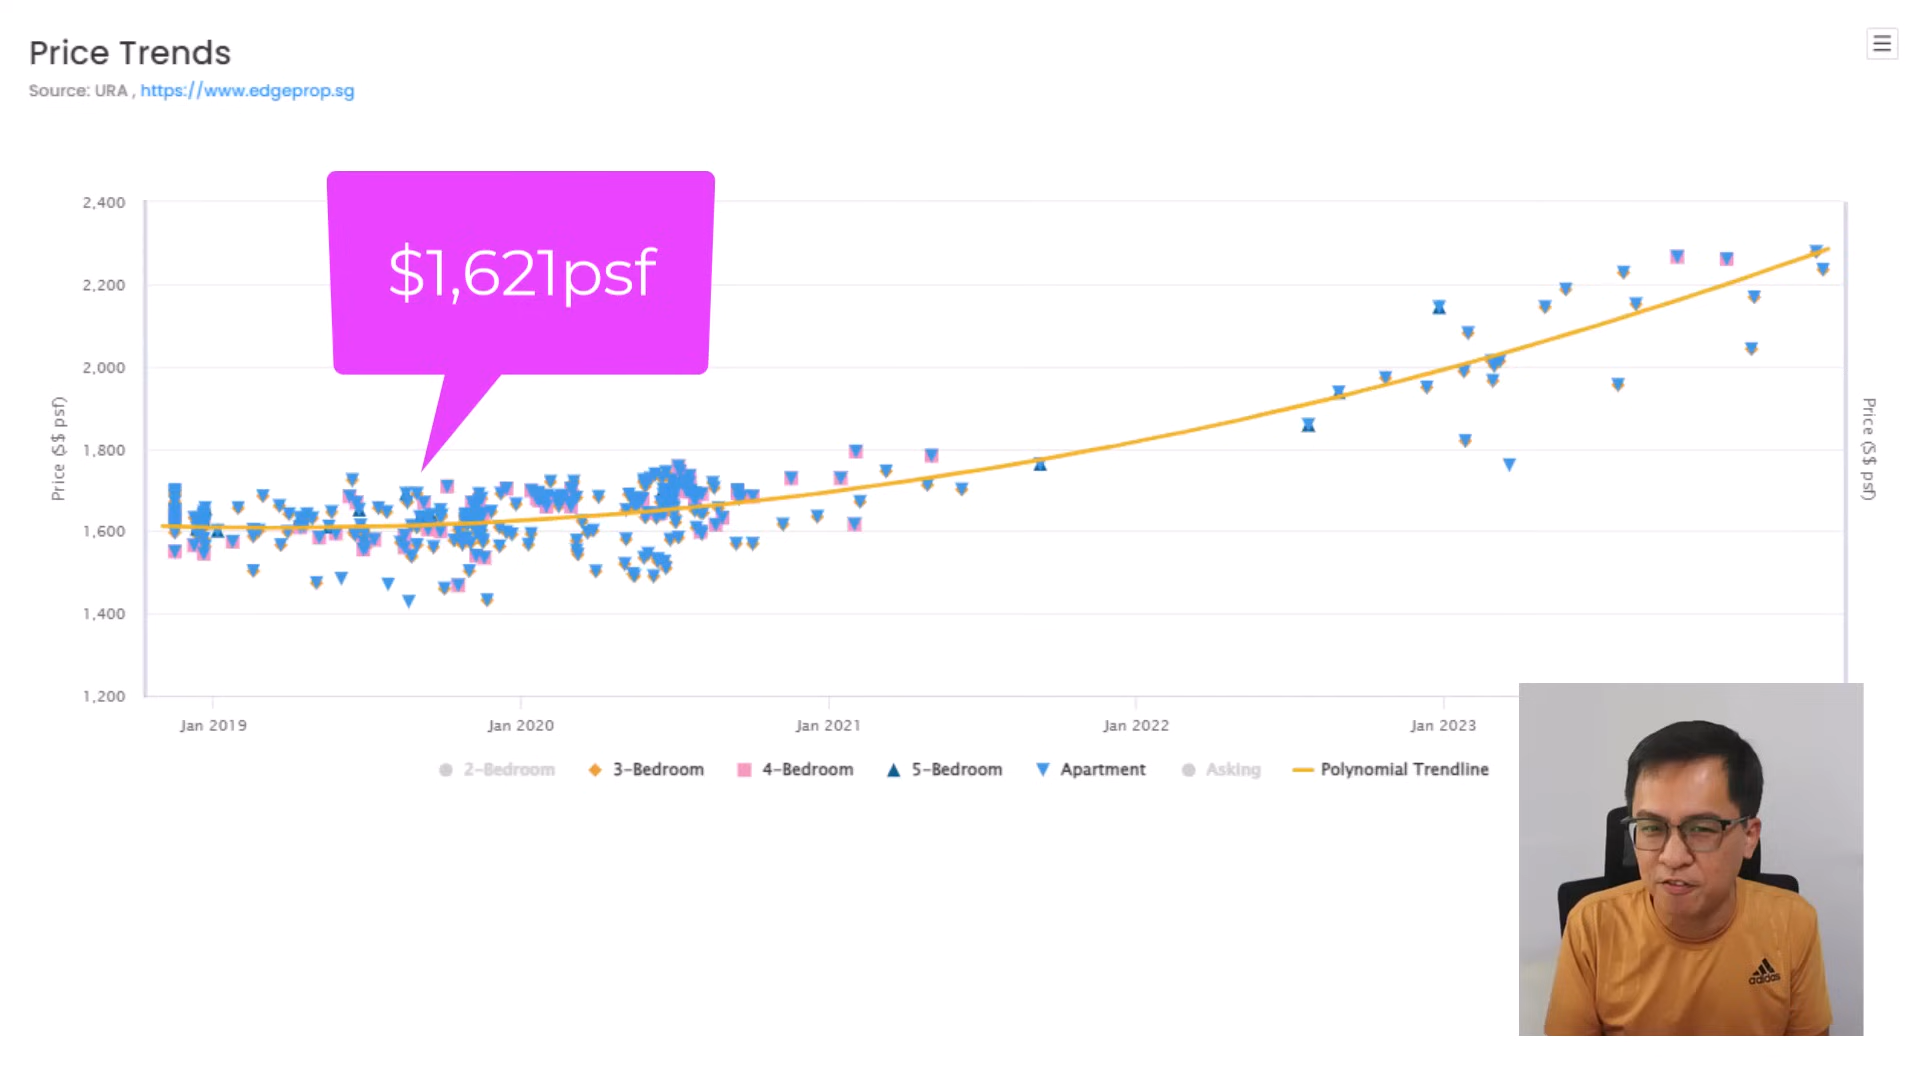 Price Trends
Source: URA , https://www.edgeprop.sg
$1,621psf
2,400
2,200
2,000
1,800
1,600
1,400
1,200
Price (S$ psf)
Price (S$ psf)
Jan 2019 Jan 2020 Jan 2021 Jan 2022 Jan 2023
2-Bedroom 3-Bedroom 4-Bedroom 5-Bedroom Apartment Asking Polynomial Trendline
adidas